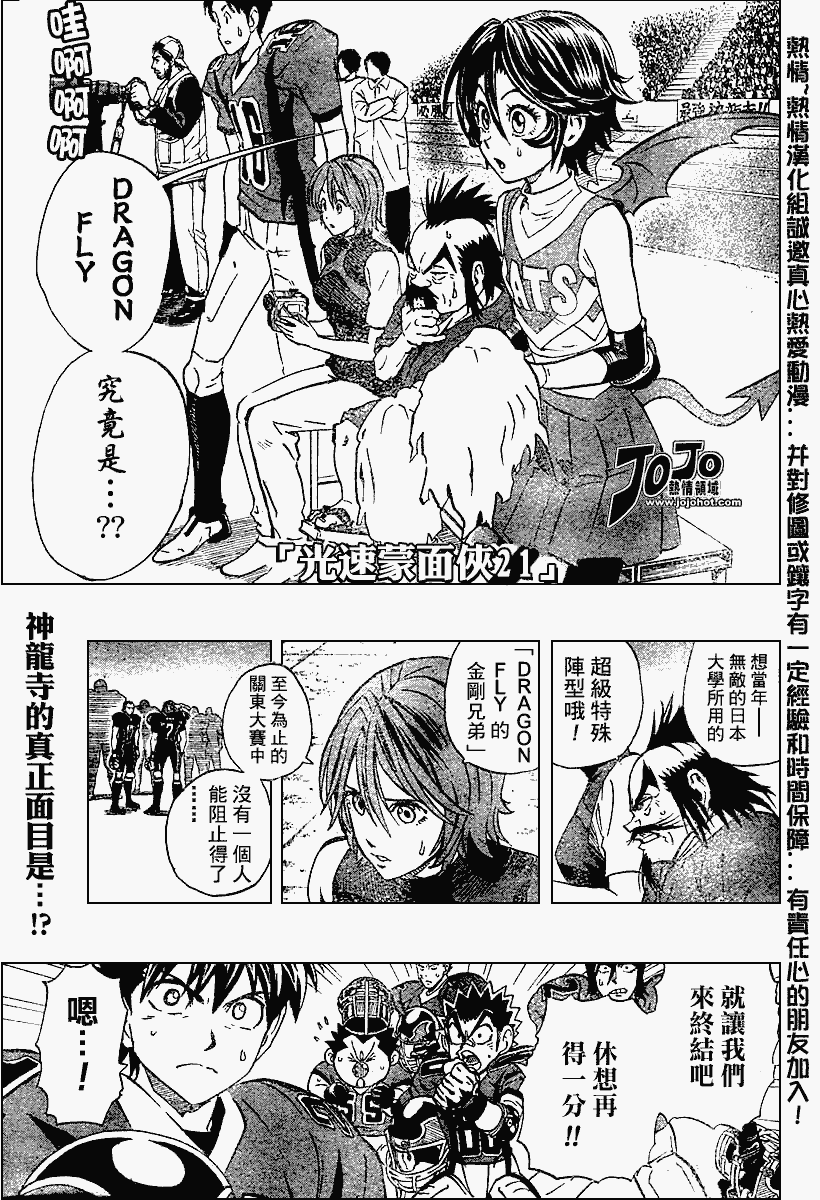 熱情~熱情漢化組誠邀真心熱愛動漫...并對修圖或鑲字有一定經驗和時間保障...有責任心的朋友加入！
哇啊啊啊
DRAGON
FLY
究竟是…??
16
ATS
必勝
JOJO
熱情領域
www.jojohot.com
「光速蒙面俠21」
想當年──
無敵的日本
大學所用的
超級特殊
陣型哦！
「DRAGON
FLY的
金剛兄弟」
至今為止的
關東大賽中
……
沒有一個人
能阻止得了
神龍寺的真正面目是…!?
就讓我們
來終結吧
休想再
得一分!!
嗯…！